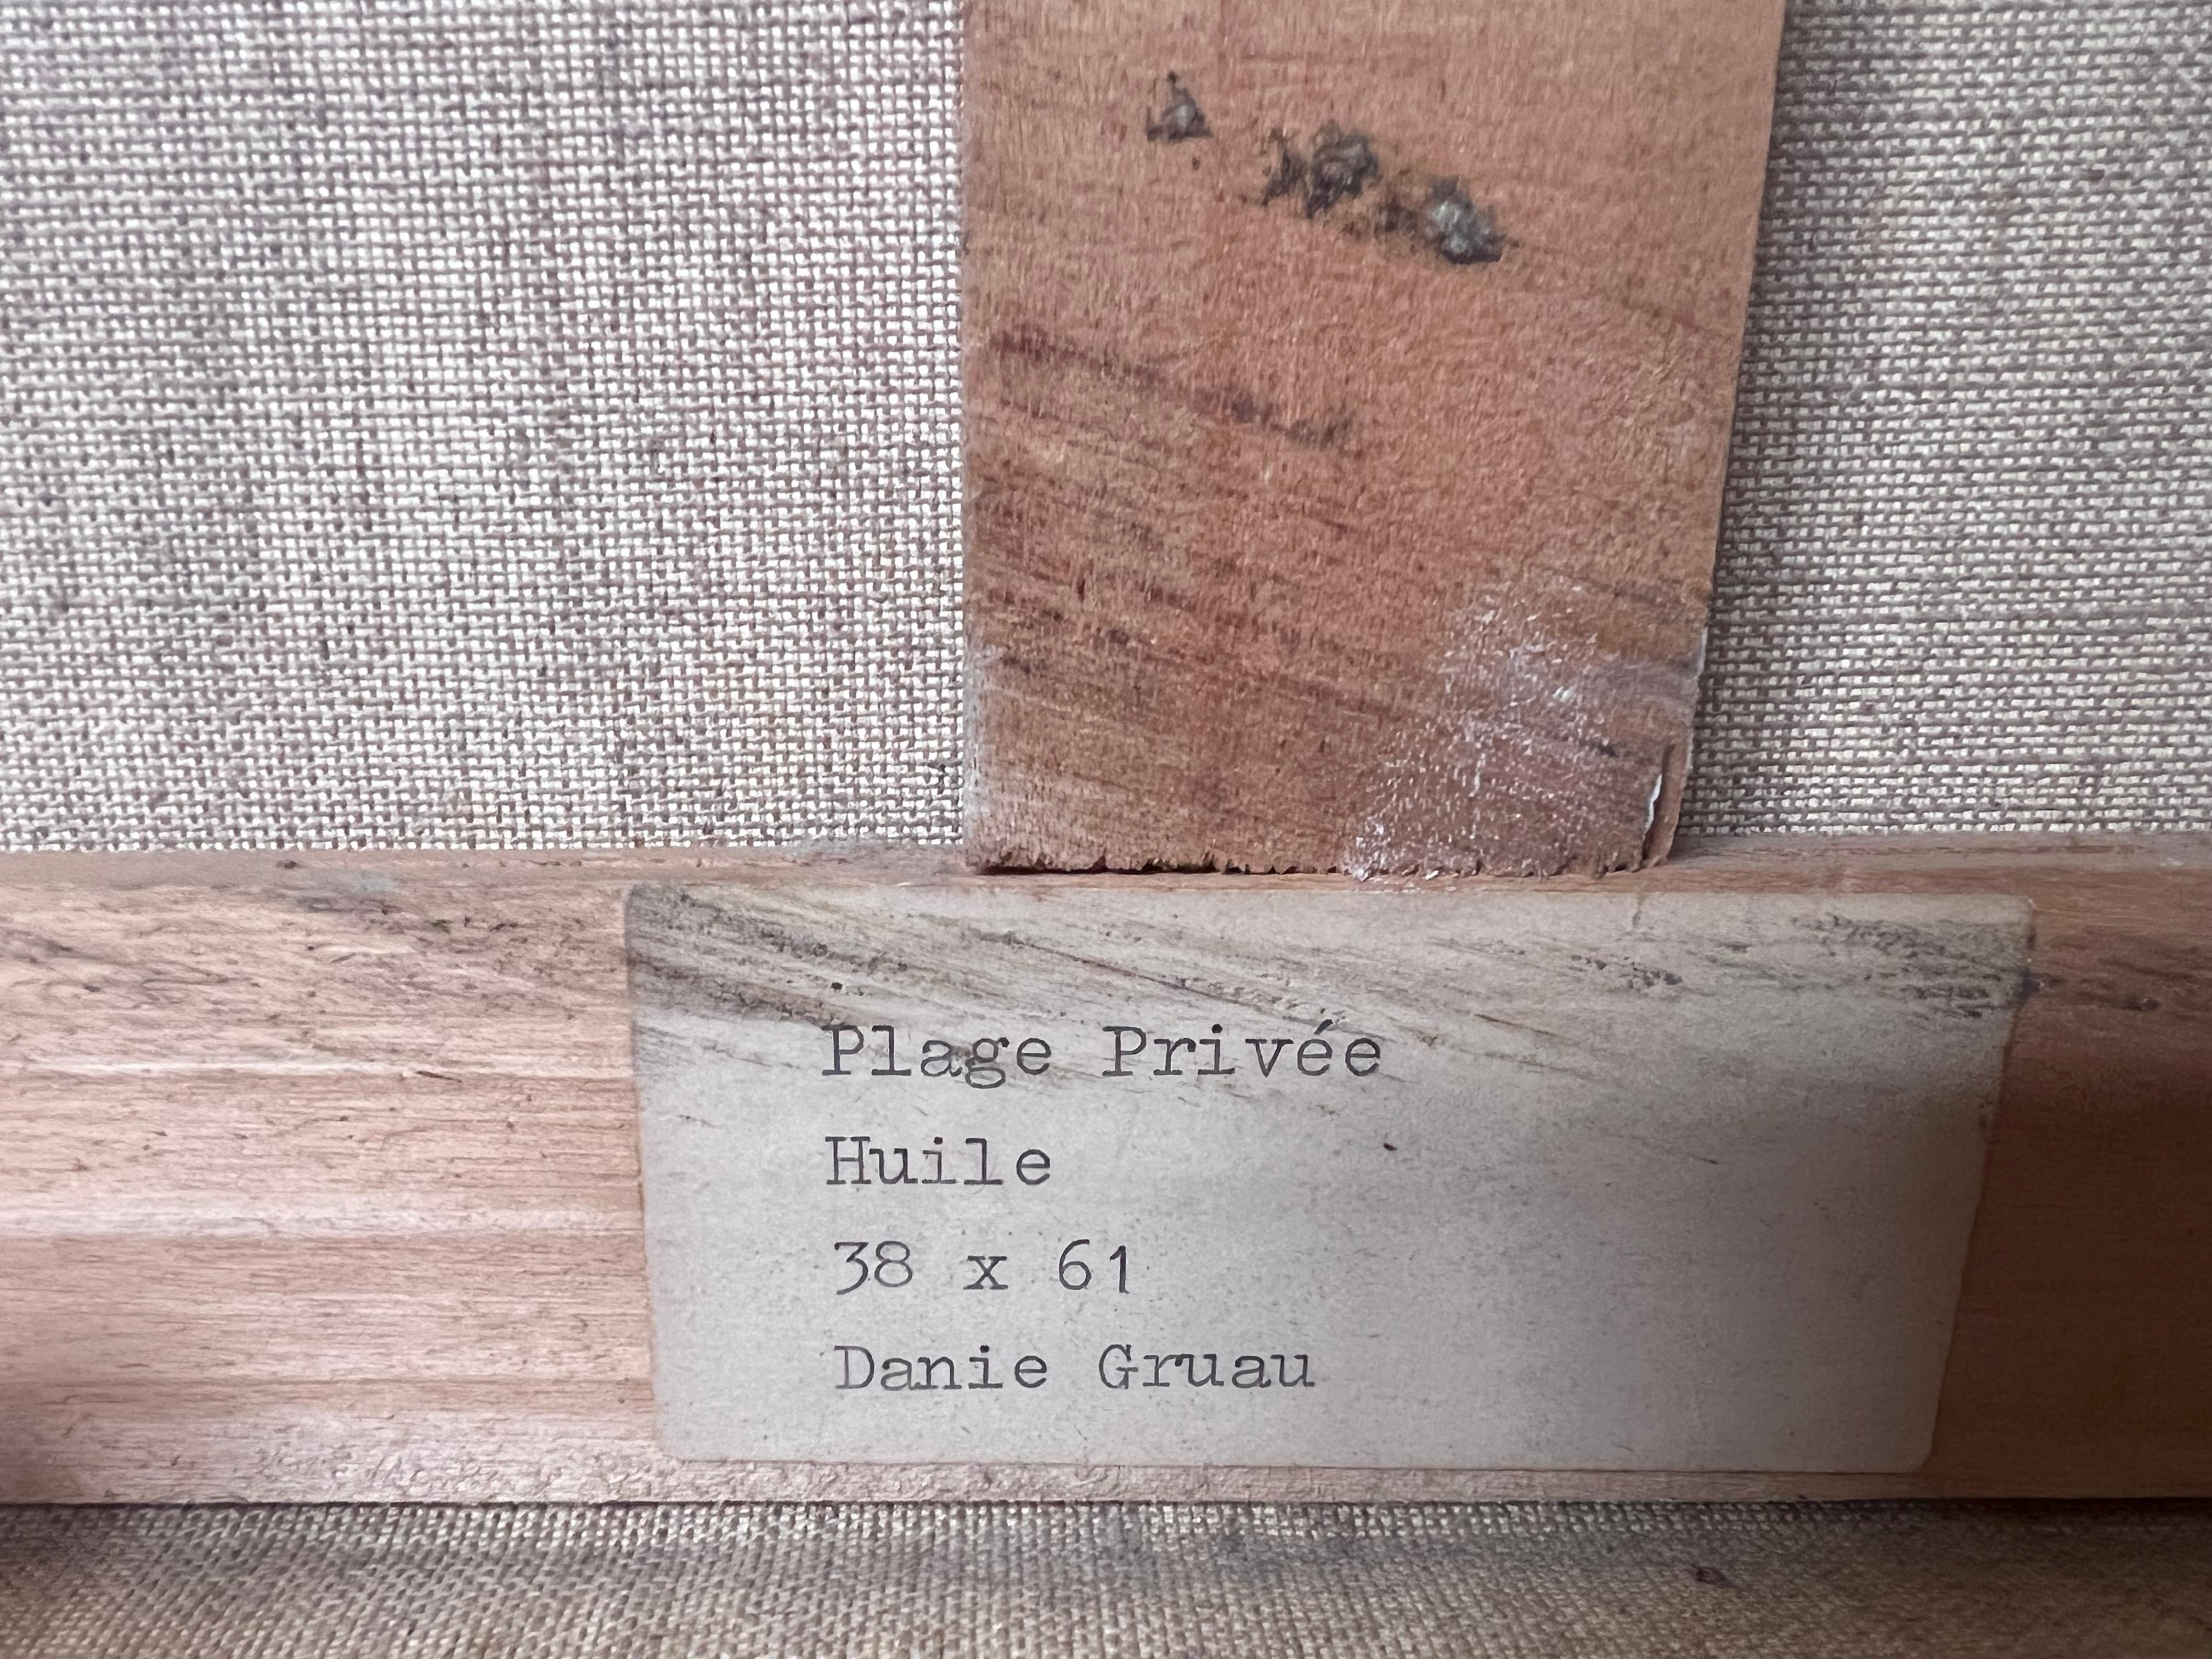 Plage Privée
Huile
38 x 61
Danie Gruau